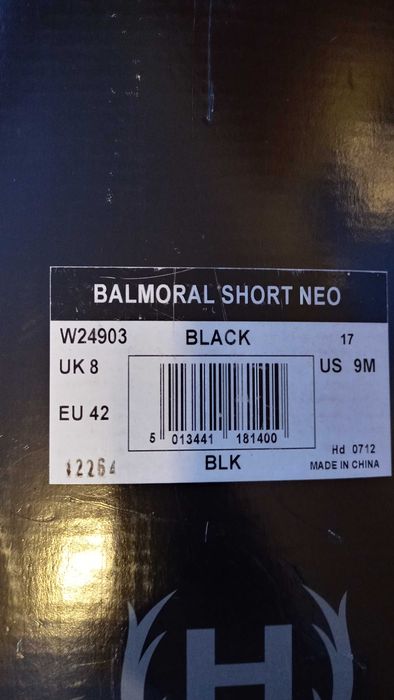 BALMORAL SHORT NEO
W24903 BLACK 17
UK 8 US 9M
EU 42
5 013441 181400
Hd 0712
12264 BLK MADE IN CHINA
H